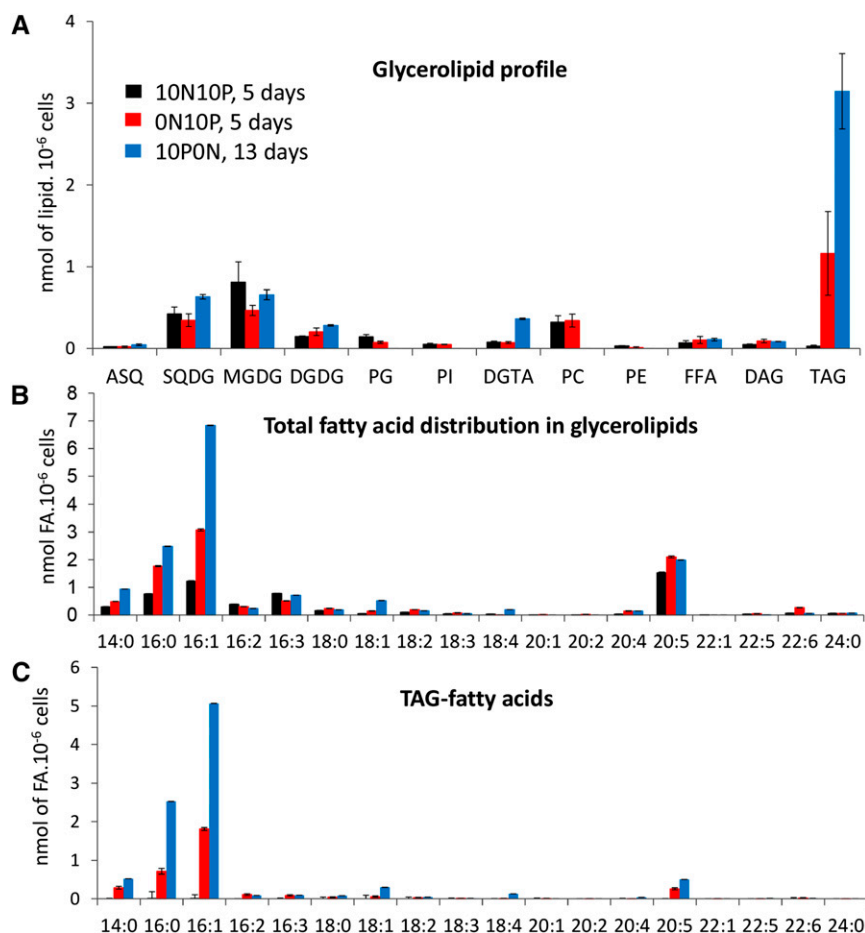 A
Glycerolipid profile
10N10P, 5 days
0N10P, 5 days
10P0N, 13 days
nmol of lipid. 10⁻⁶ cells
4
3
2
1
0
ASQ SQDG MGDG DGDG PG PI DGTA PC PE FFA DAG TAG
B
Total fatty acid distribution in glycerolipids
nmol FA.10⁻⁶ cells
8
7
6
5
4
3
2
1
0
14:0 16:0 16:1 16:2 16:3 18:0 18:1 18:2 18:3 18:4 20:1 20:2 20:4 20:5 22:1 22:5 22:6 24:0
C
TAG-fatty acids
nmol of FA.10⁻⁶ cells
6
5
4
3
2
1
0
14:0 16:0 16:1 16:2 16:3 18:0 18:1 18:2 18:3 18:4 20:1 20:2 20:4 20:5 22:1 22:5 22:6 24:0